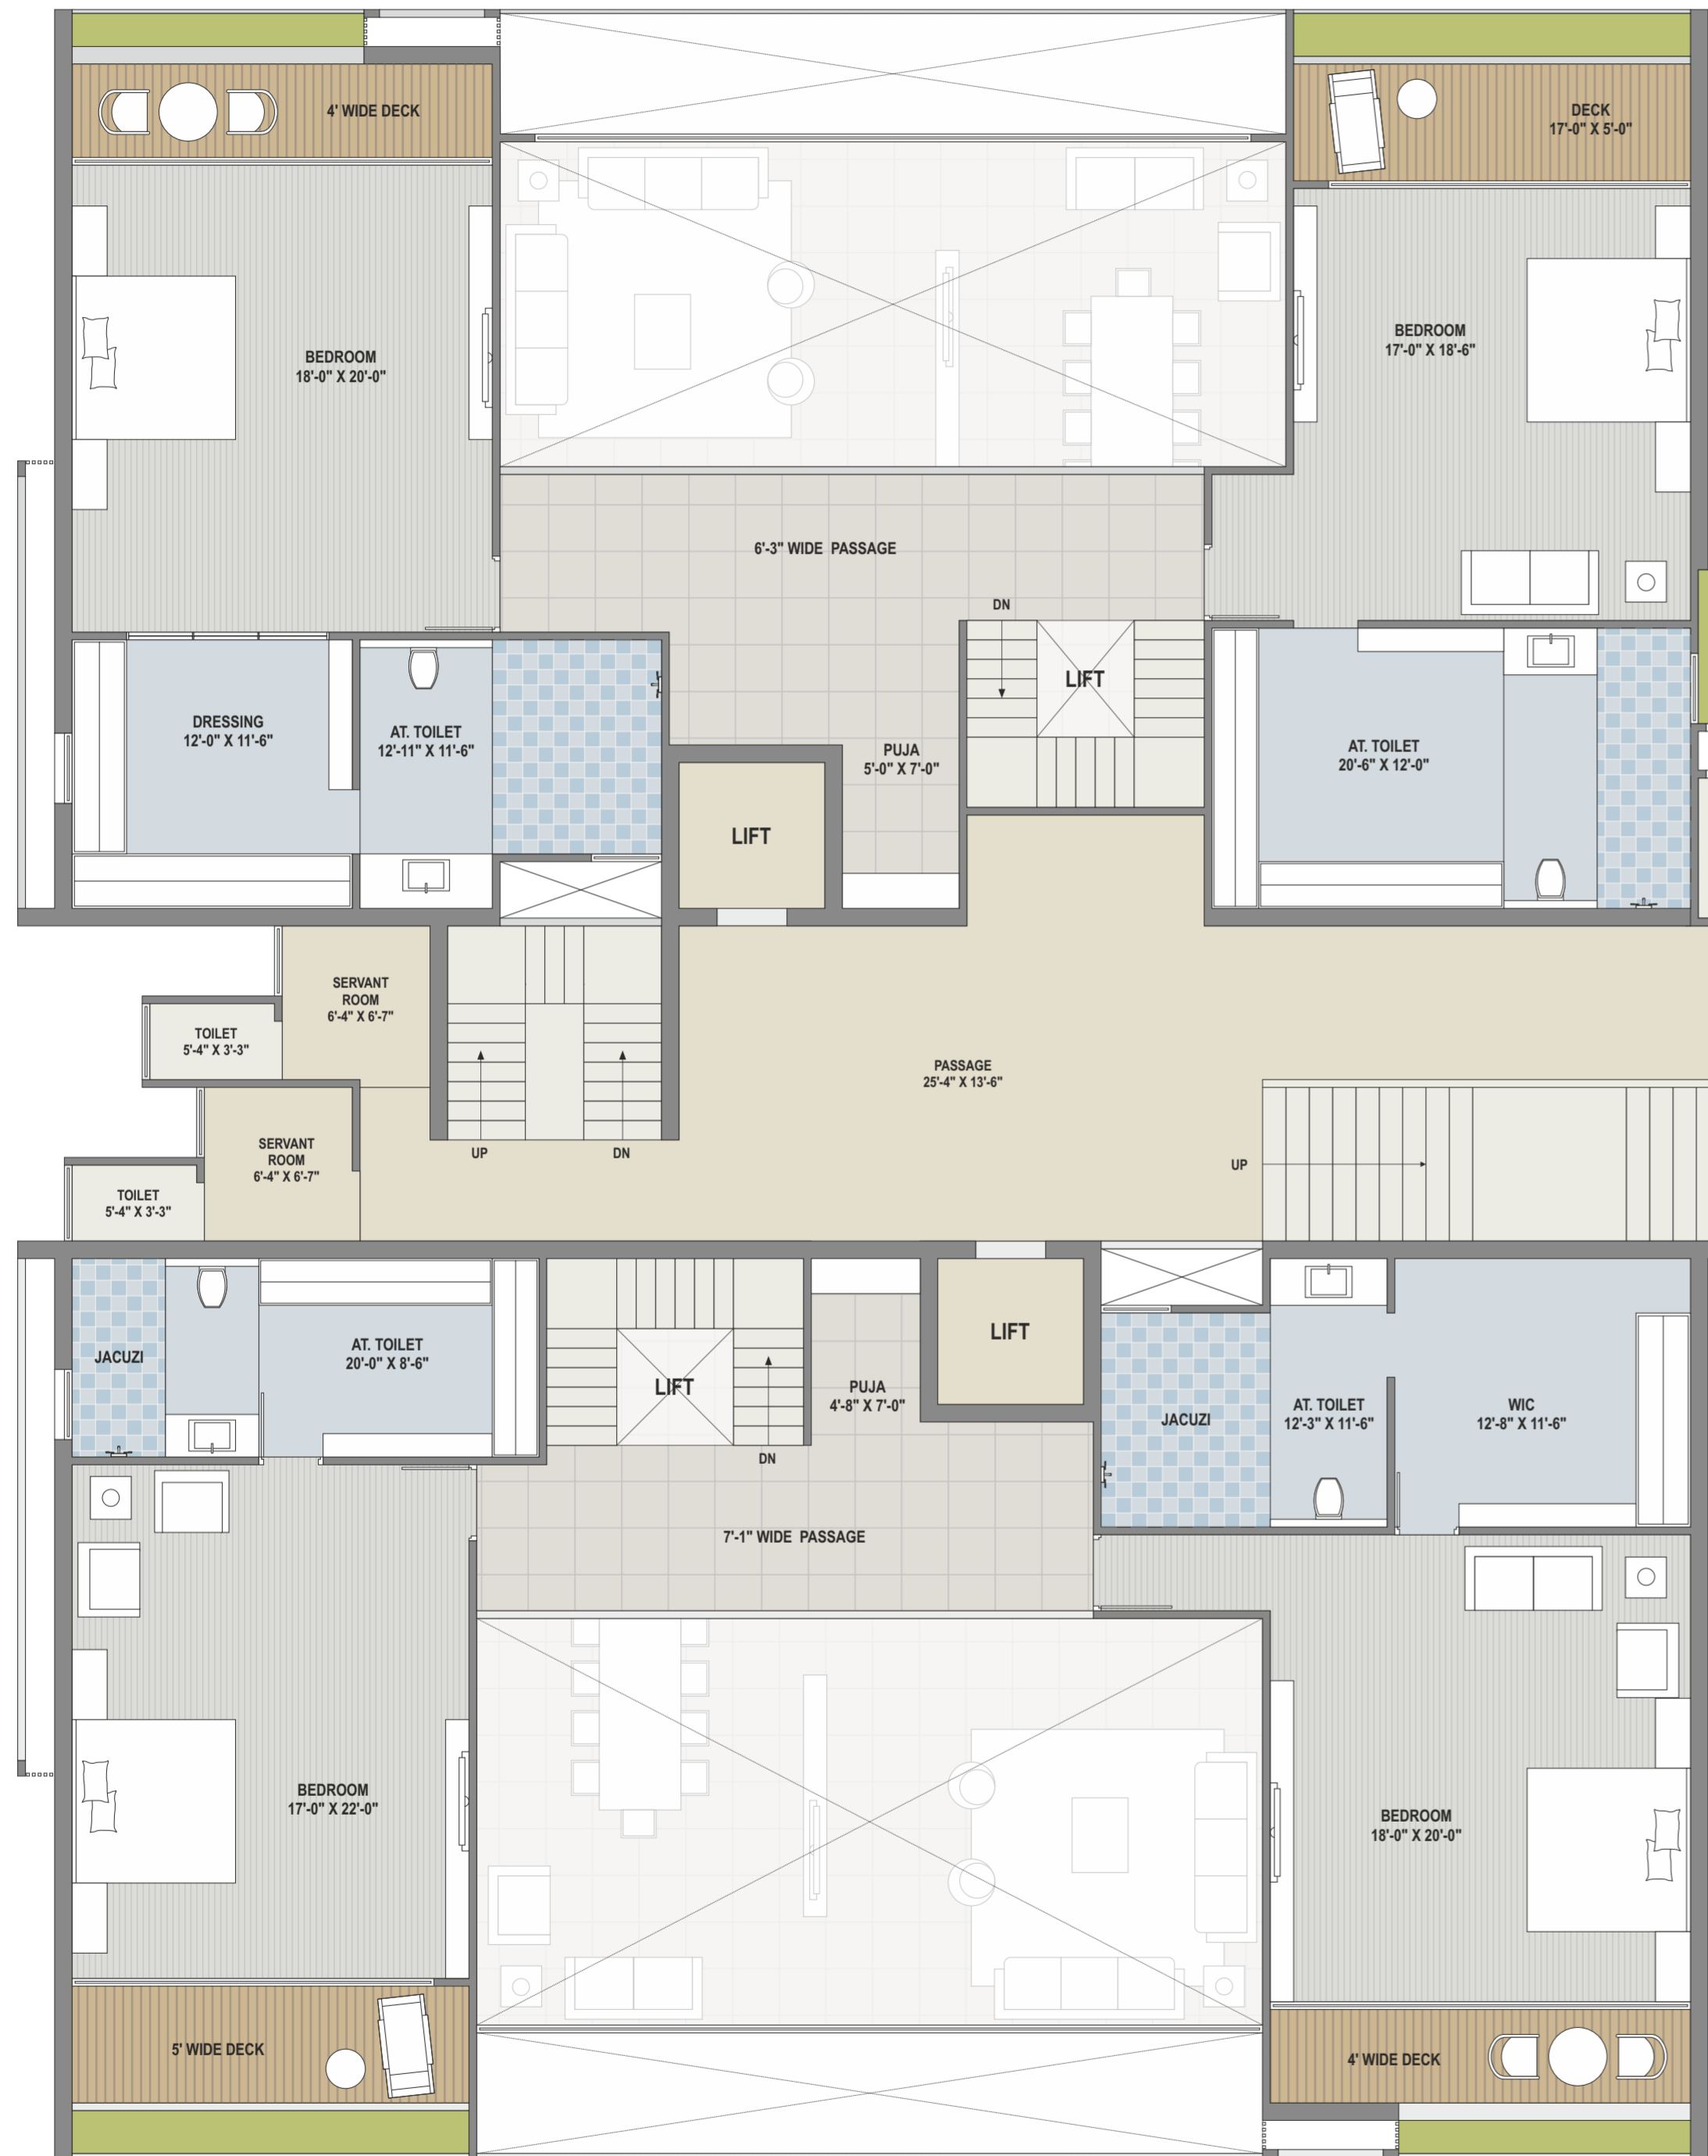 4' WIDE DECK
DECK
17'-0" X 5'-0"
BEDROOM
18'-0" X 20'-0"
BEDROOM
17'-0" X 18'-6"
6'-3" WIDE PASSAGE
DN
LIFT
DRESSING
12'-0" X 11'-6"
AT. TOILET
12'-11" X 11'-6"
PUJA
5'-0" X 7'-0"
AT. TOILET
20'-6" X 12'-0"
LIFT
SERVANT
ROOM
6'-4" X 6'-7"
TOILET
5'-4" X 3'-3"
PASSAGE
25'-4" X 13'-6"
SERVANT
ROOM
6'-4" X 6'-7"
UP
DN
UP
TOILET
5'-4" X 3'-3"
JACUZI
AT. TOILET
20'-0" X 8'-6"
LIFT
PUJA
4'-8" X 7'-0"
LIFT
JACUZI
AT. TOILET
12'-3" X 11'-6"
WIC
12'-8" X 11'-6"
DN
7'-1" WIDE PASSAGE
BEDROOM
17'-0" X 22'-0"
BEDROOM
18'-0" X 20'-0"
5' WIDE DECK
4' WIDE DECK